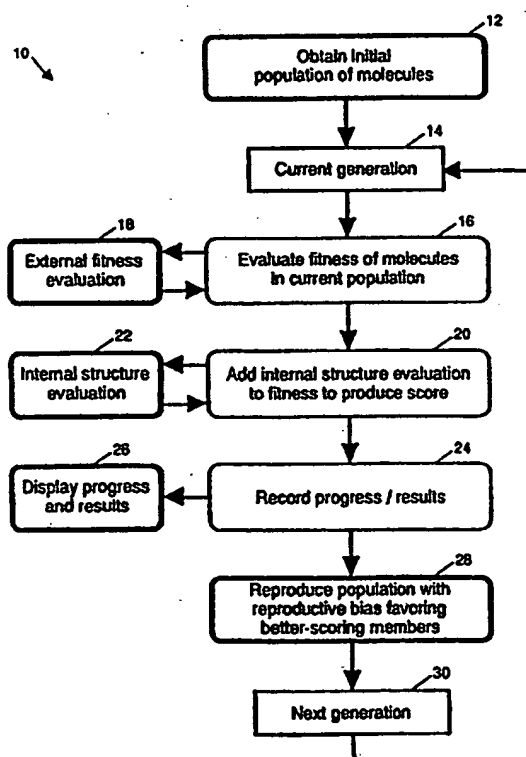 12
10
Obtain initial
population of molecules
14
Current generation
18
16
External fitness
evaluation
Evaluate fitness of molecules
in current population
22
20
Internal structure
evaluation
Add internal structure evaluation
to fitness to produce score
26
24
Display progress
and results
Record progress / results
28
Reproduce population with
reproductive bias favoring
better-scoring members
30
Next generation